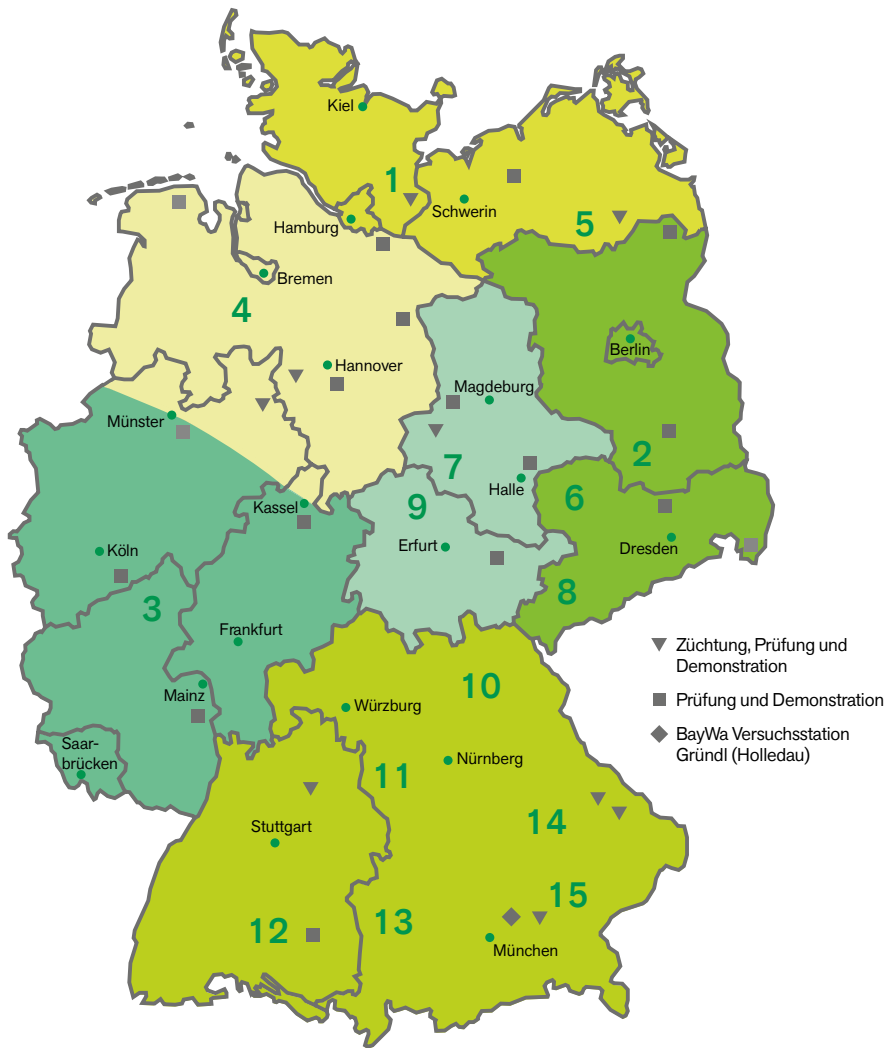 Kiel
1
Schwerin
Hamburg
5
Bremen
4
Berlin
Hannover
Magdeburg
Münster
2
7
6
Halle
9
Kassel
Erfurt
Dresden
Köln
8
3
Frankfurt
Züchtung, Prüfung und
Demonstration
10
Mainz
Prüfung und Demonstration
Würzburg
BayWa Versuchsstation
Gründl (Holledau)
Saar-
brücken
Nürnberg
11
14
Stuttgart
15
12
13
München